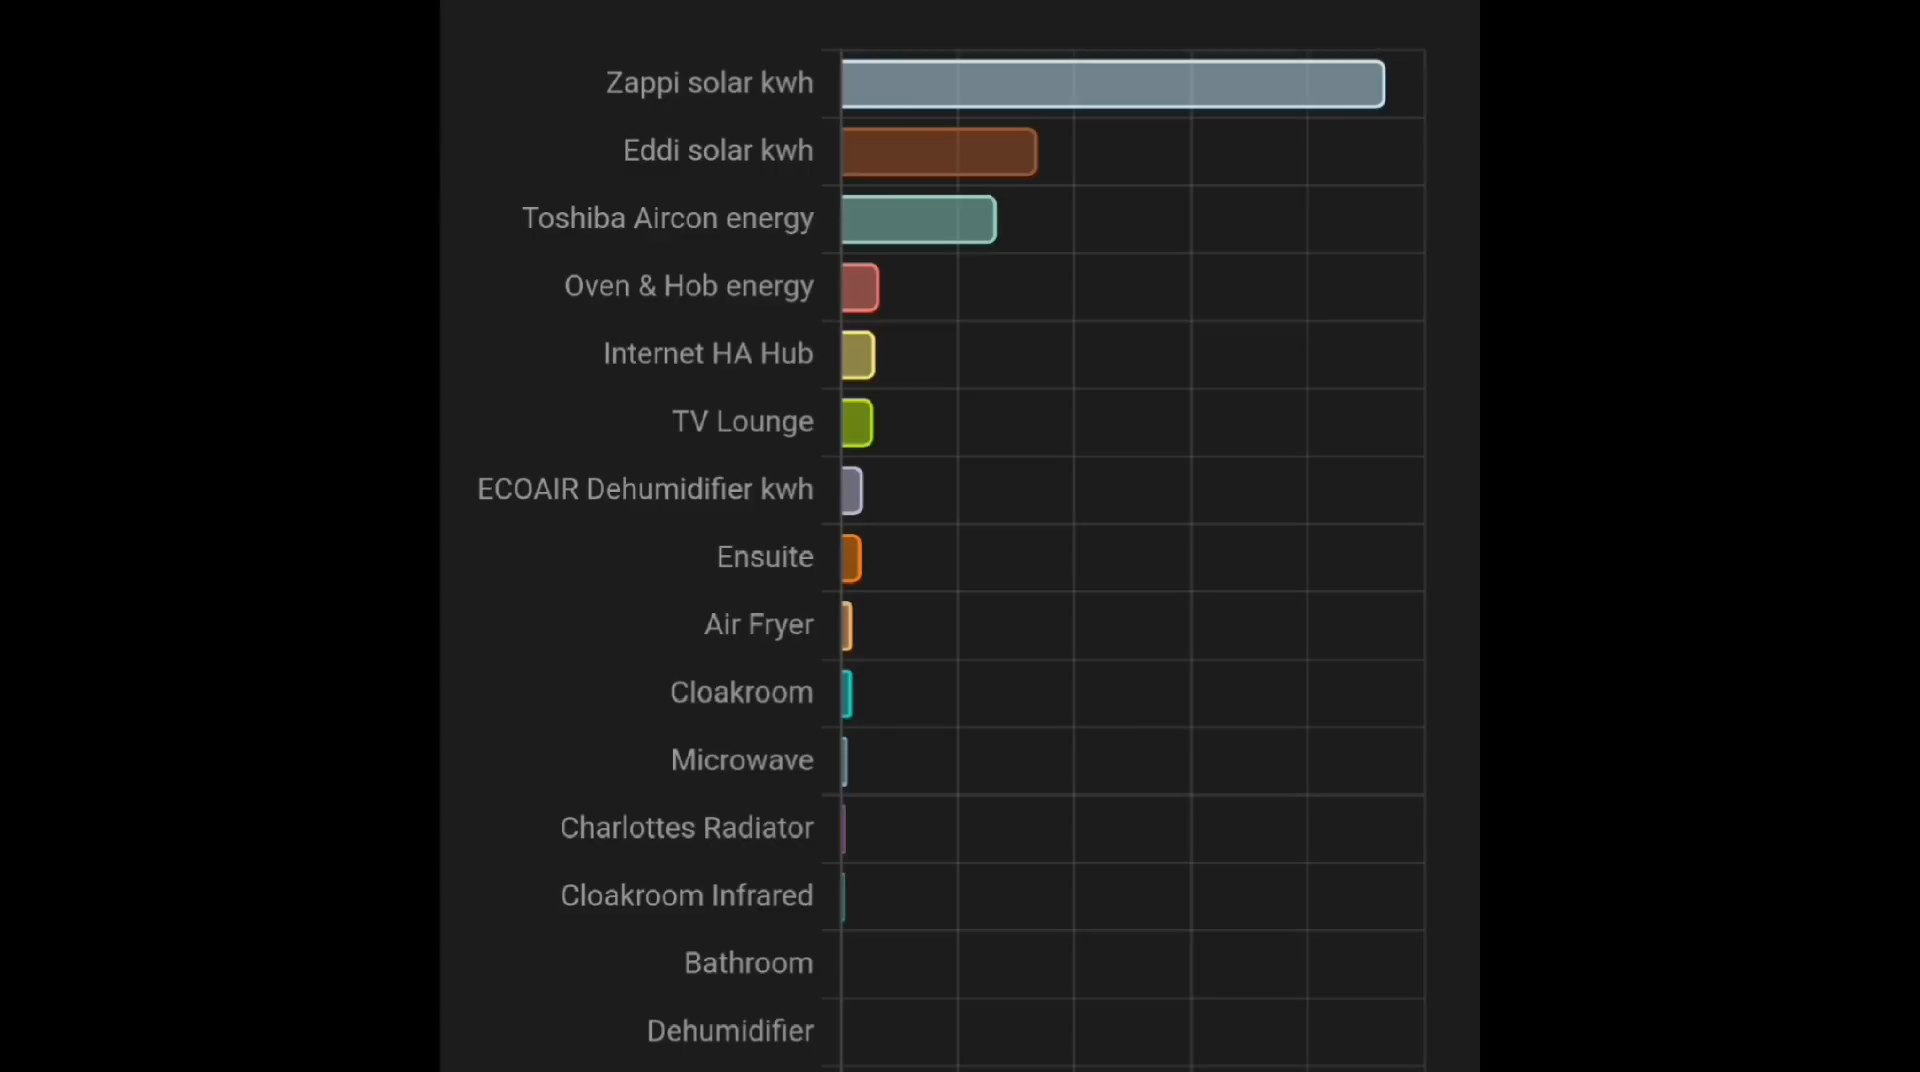 Zappi solar kwh
Eddi solar kwh
Toshiba Aircon energy
Oven & Hob energy
Internet HA Hub
TV Lounge
ECOAIR Dehumidifier kwh
Ensuite
Air Fryer
Cloakroom
Microwave
Charlottes Radiator
Cloakroom Infrared
Bathroom
Dehumidifier